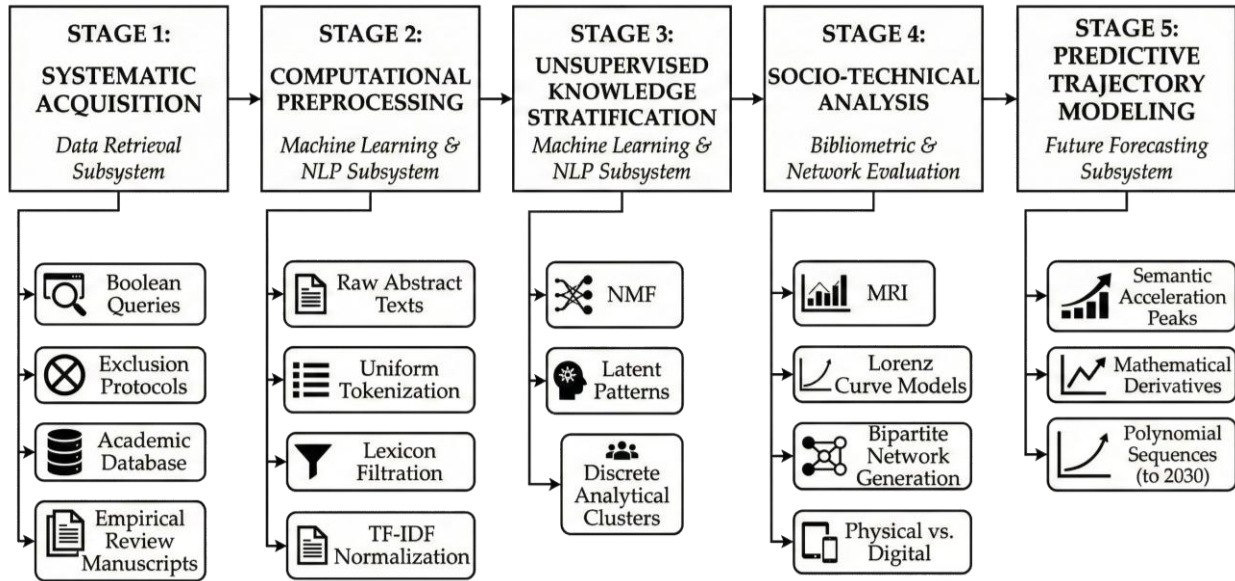 STAGE 1:
SYSTEMATIC
ACQUISITION
Data Retrieval
Subsystem
Boolean
Queries
Exclusion
Protocols
Academic
Database
Empirical
Review
Manuscripts
STAGE 2:
COMPUTATIONAL
PREPROCESSING
Machine Learning &
NLP Subsystem
Raw Abstract
Texts
Uniform
Tokenization
Lexicon
Filtration
TF-IDF
Normalization
STAGE 3:
UNSUPERVISED
KNOWLEDGE
STRATIFICATION
Machine Learning &
NLP Subsystem
NMF
Latent
Patterns
Discrete
Analytical
Clusters
STAGE 4:
SOCIO-TECHNICAL
ANALYSIS
Bibliometric &
Network Evaluation
MRI
Lorenz
Curve Models
Bipartite
Network
Generation
Physical vs.
Digital
STAGE 5:
PREDICTIVE
TRAJECTORY
MODELING
Future Forecasting
Subsystem
Semantic
Acceleration
Peaks
Mathematical
Derivatives
Polynomial
Sequences
(to 2030)